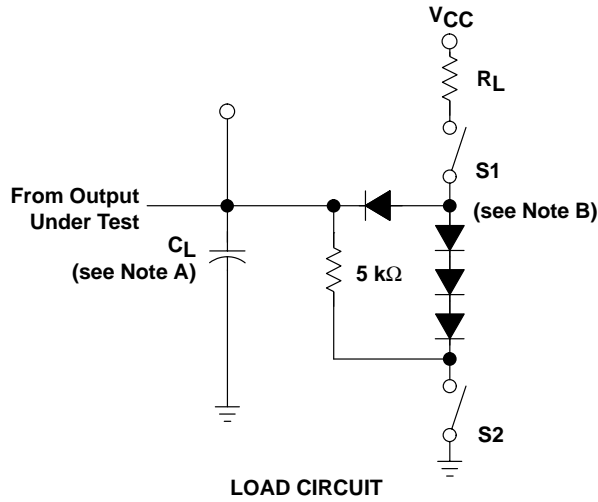 VCC
RL
S1
From Output
Under Test
(see Note B)
CL
(see Note A)
5 kΩ
S2
LOAD CIRCUIT